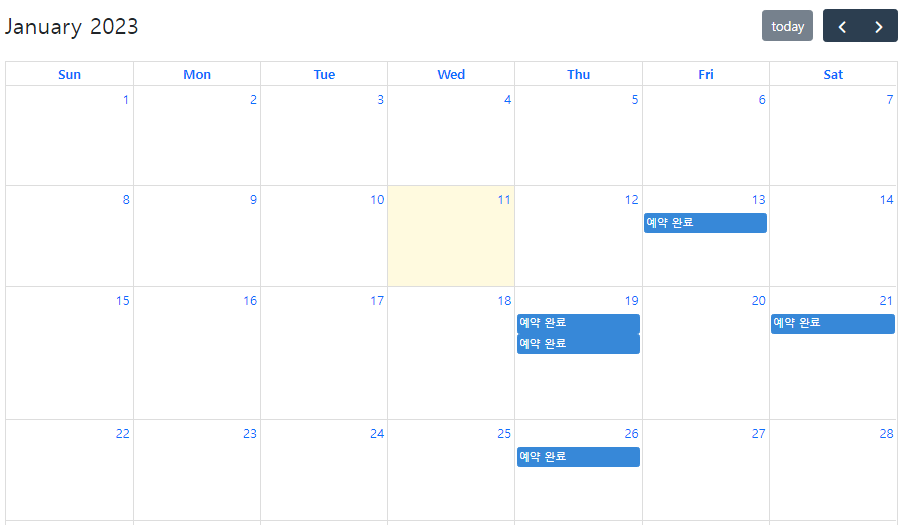 January 2023
today
Sun Mon Tue Wed Thu Fri Sat
1 2 3 4 5 6 7
8 9 10 11 12 13 14
예약 완료
15 16 17 18 19 20 21
예약 완료 예약 완료
예약 완료
22 23 24 25 26 27 28
예약 완료